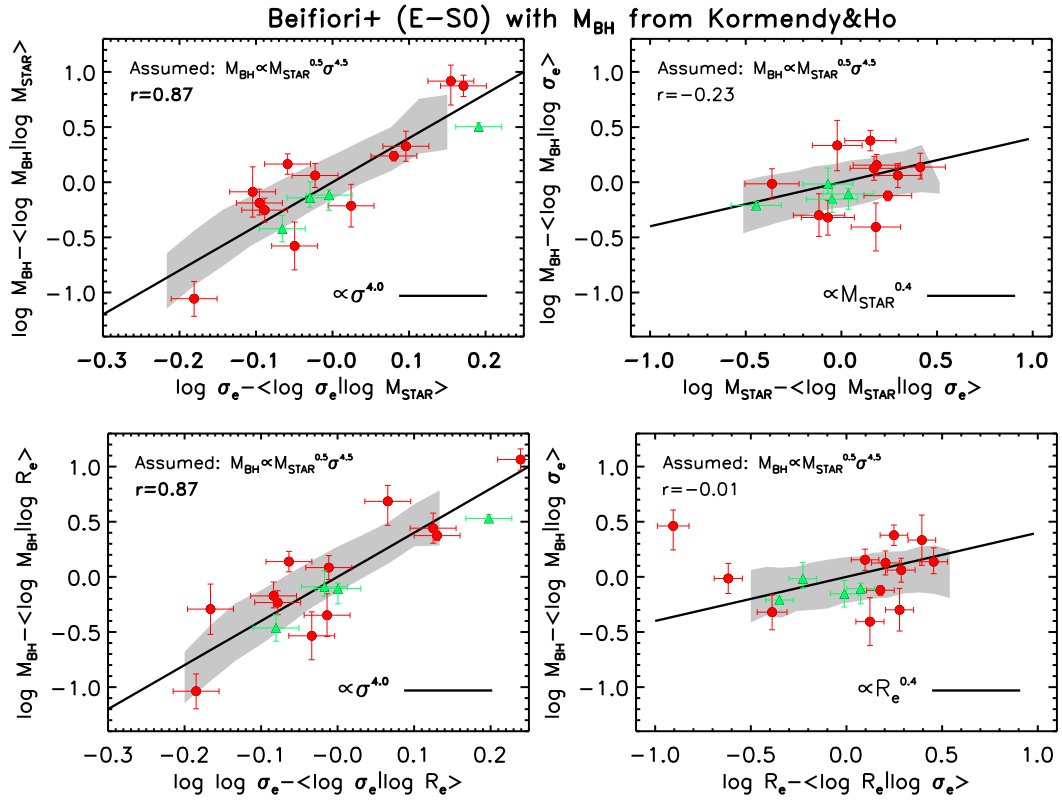 Beifiori+ (E-S0) with M_BH from Kormendy&Ho
log M_BH-<log M_BH|log M_STAR>
Assumed: M_BH∝M_STAR^0.5σ^4.5
r=0.87
1.0
0.5
0.0
-0.5
-1.0
∝σ^4.0
-0.3 -0.2 -0.1 -0.0 0.1 0.2
log σ_e-<log σ_e|log M_STAR>
log M_BH-<log M_BH|log σ_e>
Assumed: M_BH∝M_STAR^0.5σ^4.5
r=-0.23
1.0
0.5
0.0
-0.5
-1.0
∝M_STAR^0.4
-1.0 -0.5 0.0 0.5 1.0
log M_STAR-<log M_STAR|log σ_e>
log M_BH-<log M_BH|log R_e>
Assumed: M_BH∝M_STAR^0.5σ^4.5
r=0.87
1.0
0.5
0.0
-0.5
-1.0
∝σ^4.0
-0.3 -0.2 -0.1 -0.0 0.1 0.2
log log σ_e-<log σ_e|log R_e>
log M_BH-<log M_BH|log σ_e>
Assumed: M_BH∝M_STAR^0.5σ^4.5
r=-0.01
1.0
0.5
0.0
-0.5
-1.0
∝R_e^0.4
-1.0 -0.5 0.0 0.5 1.0
log R_e-<log R_e|log σ_e>